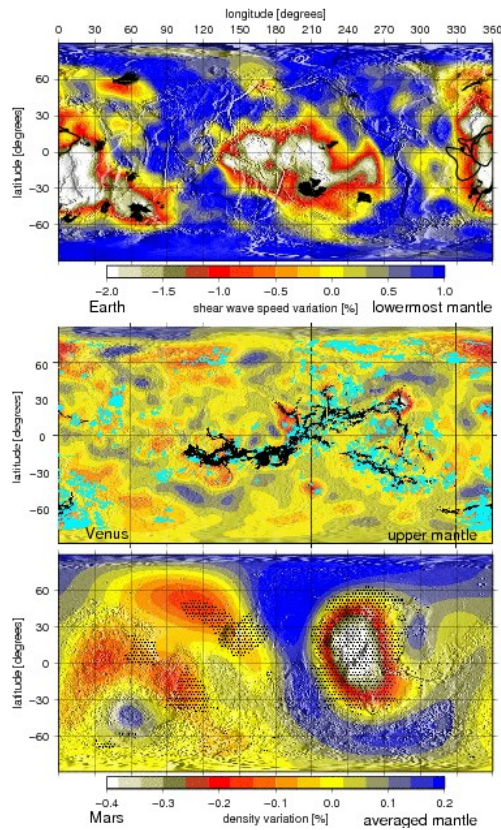 longitude [degrees]
0 30 60 90 120 150 180 210 240 270 300 330 360
latitude [degrees]
60
30
0
−30
−60
−2.0 −1.5 −1.0 −0.5 0.0 0.5 1.0
Earth shear wave speed variation [%] lowermost mantle
latitude [degrees]
60
30
0
−30
−60
Venus upper mantle
latitude [degrees]
60
30
0
−30
−60
−0.4 −0.3 −0.2 −0.1 0.0 0.1 0.2
Mars density variation [%] averaged mantle